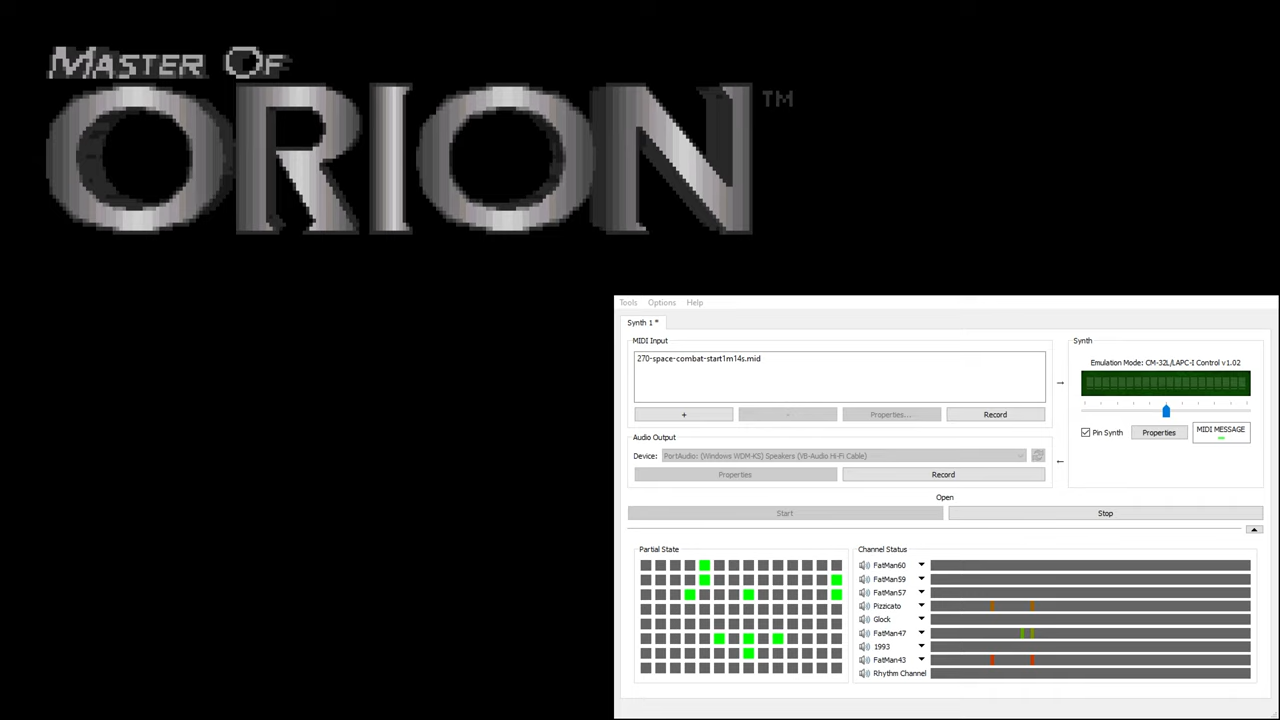 MASTER OF
ORION™
Tools Options Help
Synth 1 *
MIDI Input
270-space-combat-start1m14s.mid
+ - Properties... Record
Audio Output
Device: PortAudio: (Windows WDM-KS) Speakers (VB-Audio Hi-Fi Cable)
Properties Record
Synth
Emulation Mode: CM-32L/LAPC-I Control v1.02
Pin Synth Properties MIDI MESSAGE
Open
Start Stop
Partial State
Channel Status
FatMan60
FatMan59
FatMan57
Pizzicato
Glock
FatMan47
1993
FatMan43
Rhythm Channel